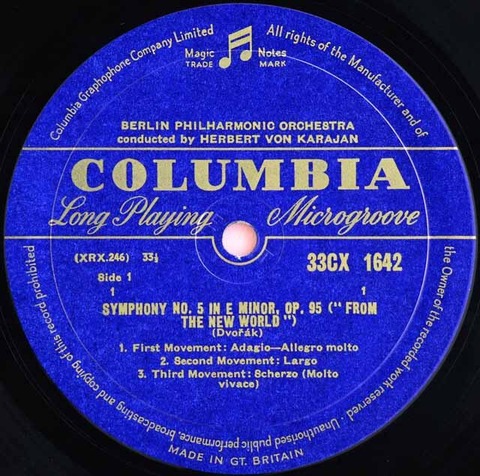 Columbia Graphophone Company Limited
All rights of the Manufacturer and of
Magic Notes
TRADE MARK
BERLIN PHILHARMONIC ORCHESTRA
conducted by HERBERT VON KARAJAN
COLUMBIA
Long Playing Microgroove
(XRX.246) 33⅓
33CX 1642
Side 1
1 1
SYMPHONY NO. 5 IN E MINOR, OP. 95 (" FROM
THE NEW WORLD ")
(Dvořák)
1. First Movement: Adagio—Allegro molto
2. Second Movement: Largo
3. Third Movement: Scherzo (Molto
vivace)
the Owner of the recorded work reserved. Unauthorised public performance, broadcasting and copying of this record prohibited
MADE IN GT. BRITAIN